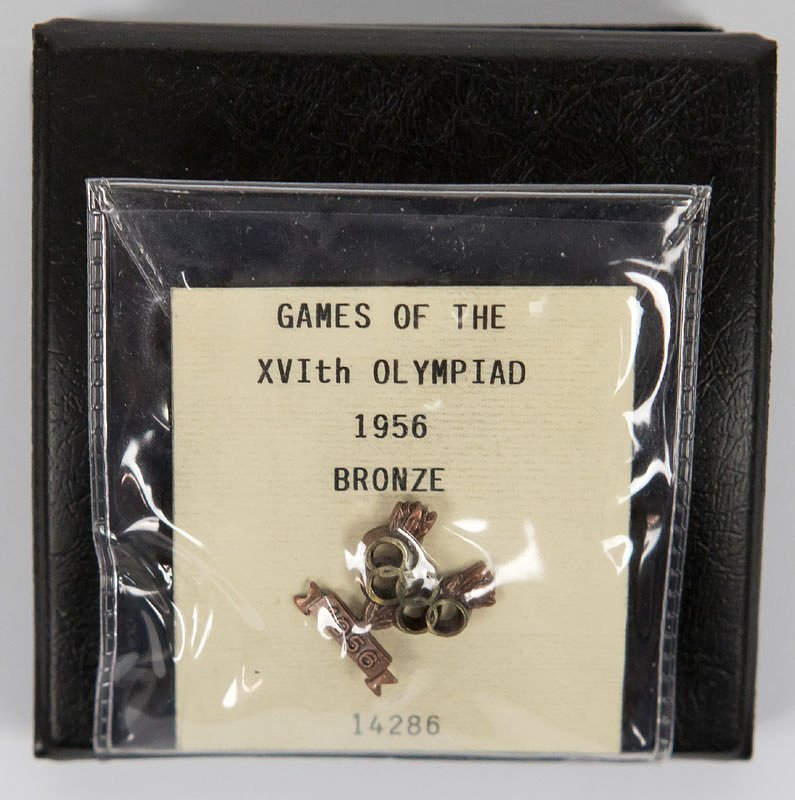 GAMES OF THE
XVIth OLYMPIAD
1956
BRONZE
1956
14286